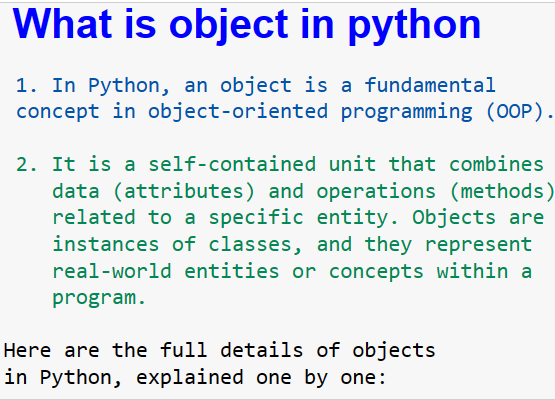 What is object in python
1. In Python, an object is a fundamental
concept in object-oriented programming (OOP).
2. It is a self-contained unit that combines
data (attributes) and operations (methods)
related to a specific entity. Objects are
instances of classes, and they represent
real-world entities or concepts within a
program.
Here are the full details of objects
in Python, explained one by one: